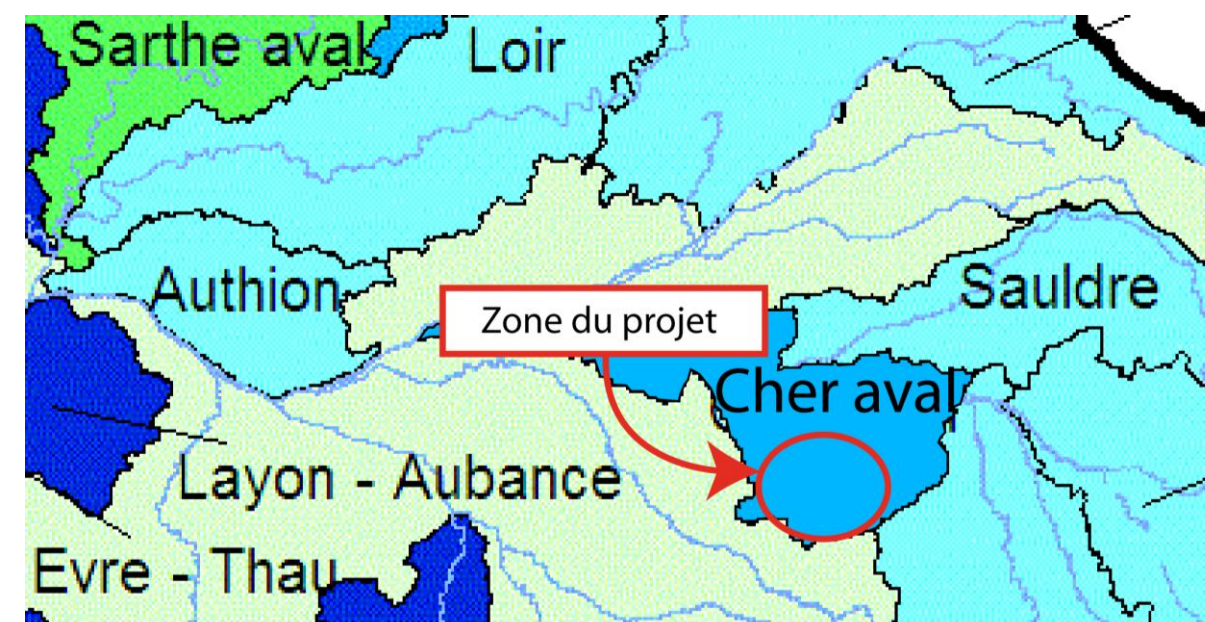 Sarthe aval
Loir
Authion
Sauldre
Zone du projet
Cher aval
Layon - Aubance
Evre - Thau